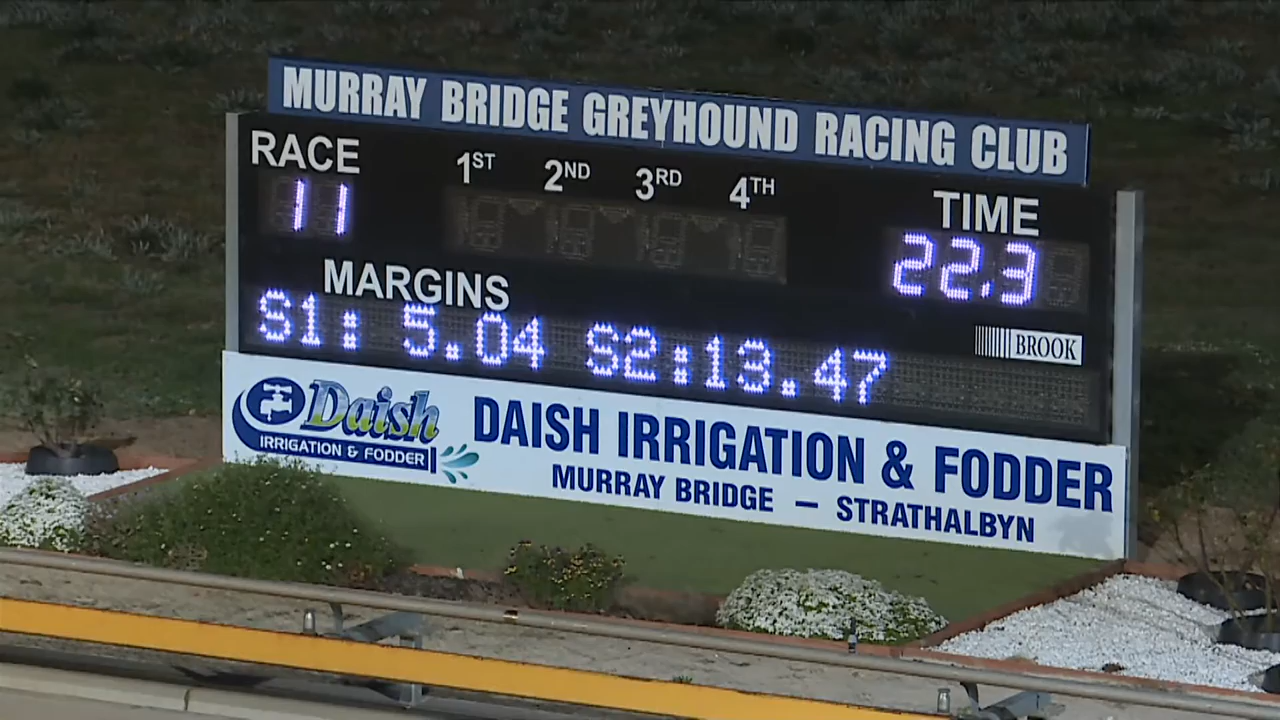 MURRAY BRIDGE GREYHOUND RACING CLUB
RACE 1ST 2ND 3RD 4TH TIME
11 22.3
MARGINS
S1: 5.04 S2:13.47
BROOK
Daish
IRRIGATION & FODDER
DAISH IRRIGATION & FODDER
MURRAY BRIDGE – STRATHALBYN